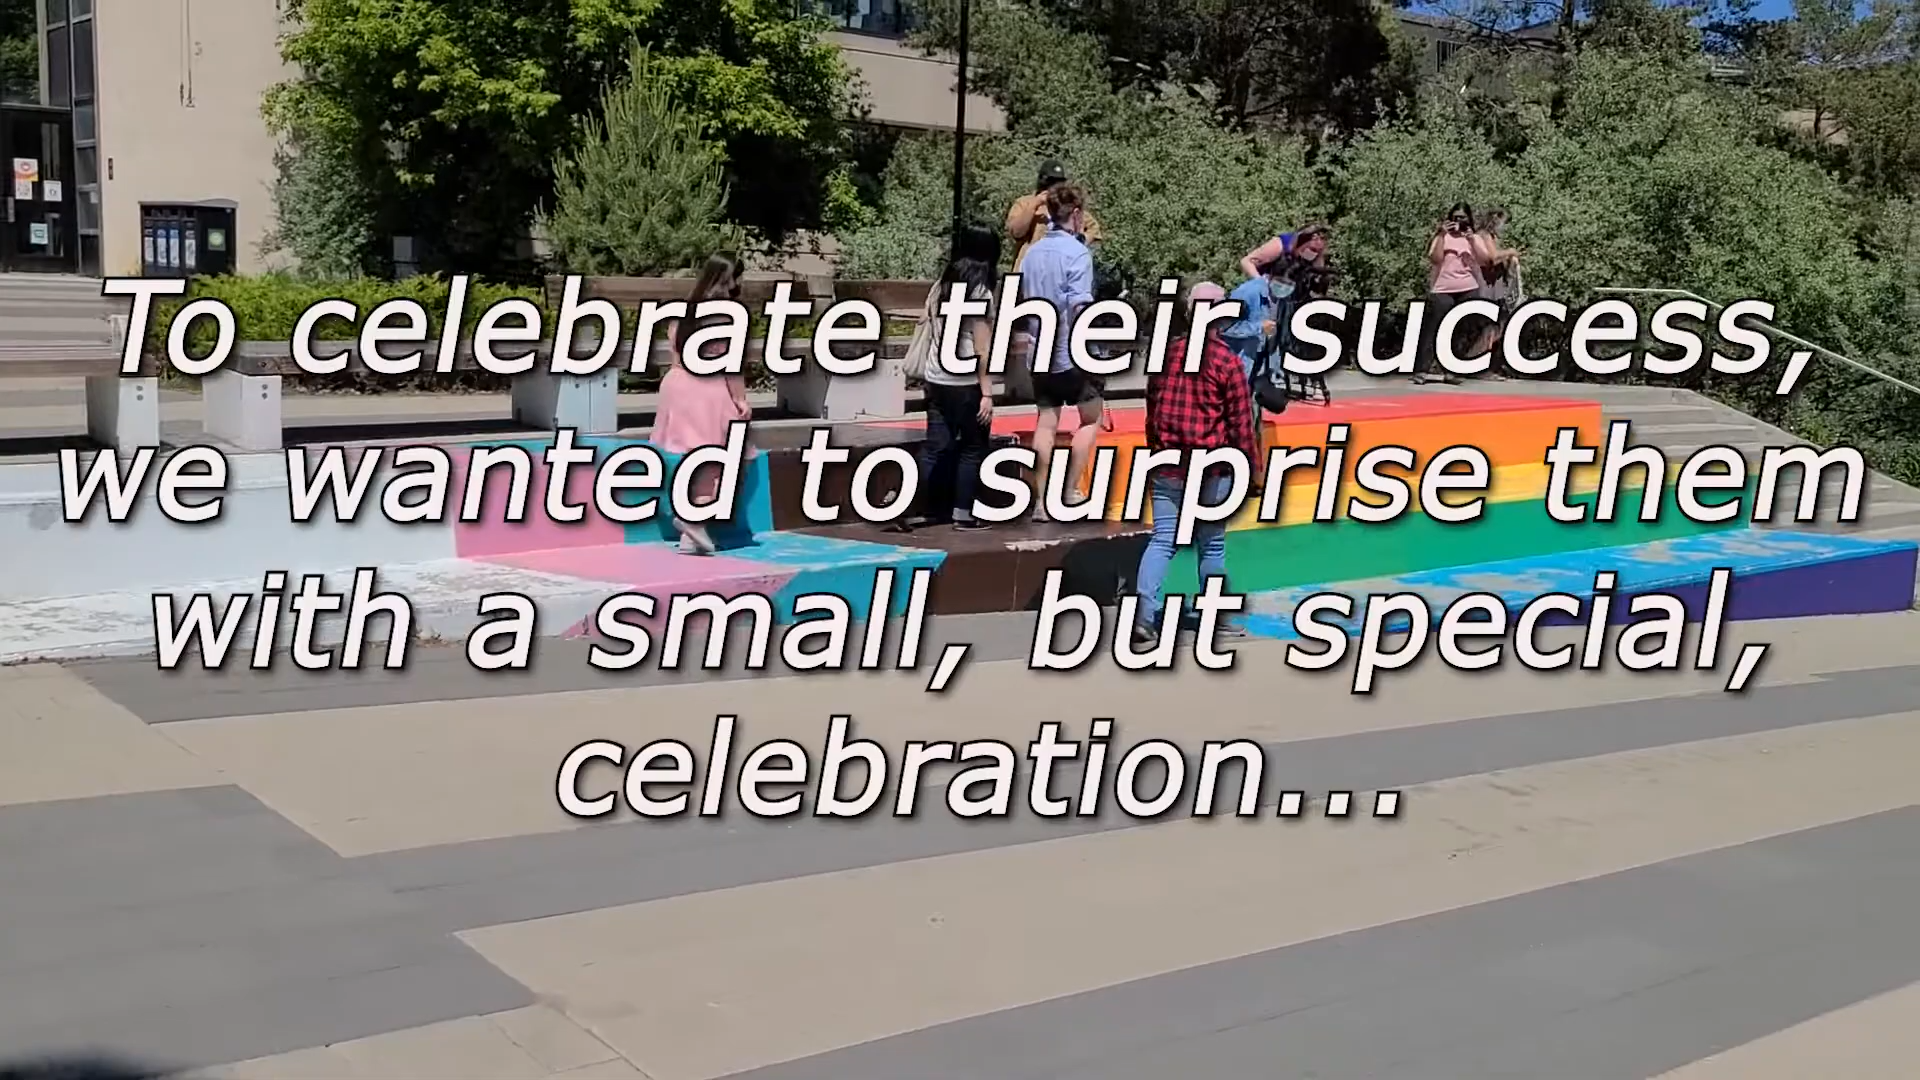 To celebrate their success,
we wanted to surprise them
with a small, but special,
celebration...